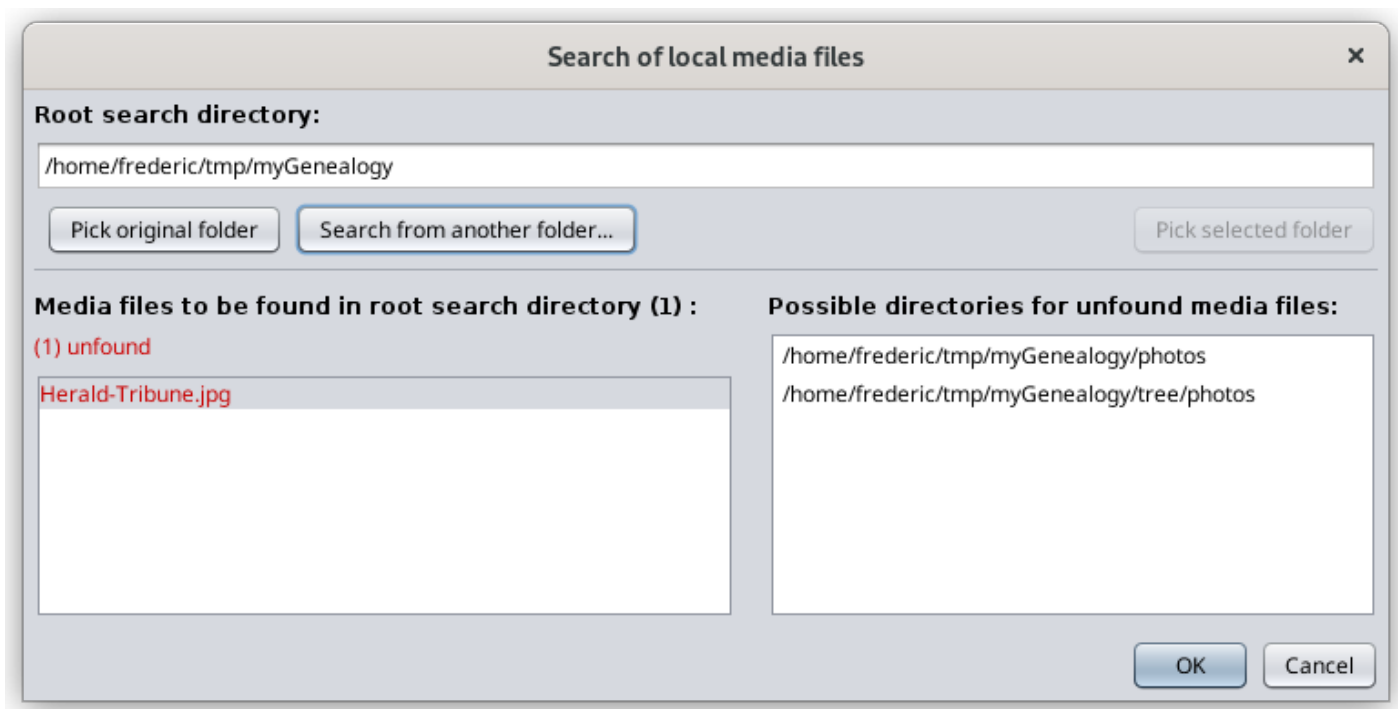 Search of local media files
×
Root search directory:
/home/frederic/tmp/myGenealogy
Pick original folder
Search from another folder...
Pick selected folder
Media files to be found in root search directory (1) :
(1) unfound
Herald-Tribune.jpg
Possible directories for unfound media files:
/home/frederic/tmp/myGenealogy/photos
/home/frederic/tmp/myGenealogy/tree/photos
OK
Cancel